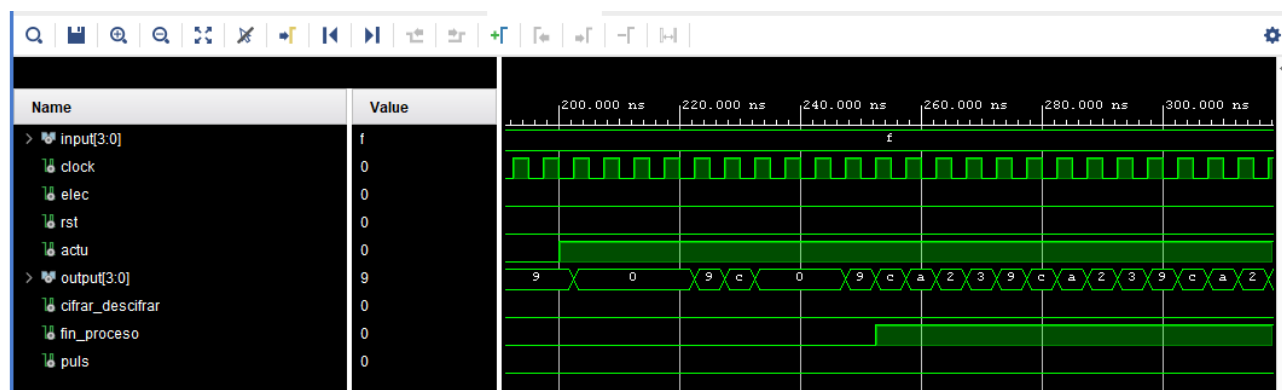 200.000 ns 220.000 ns 240.000 ns 260.000 ns 280.000 ns 300.000 ns
Name Value
input[3:0] f f
clock 0
elec 0
rst 0
actu 0
output[3:0] 9 9 0 9 c 0 9 c a 2 3 9 c a 2 3 9 c a 2
cifrar_descifrar 0
fin_proceso 0
puls 0